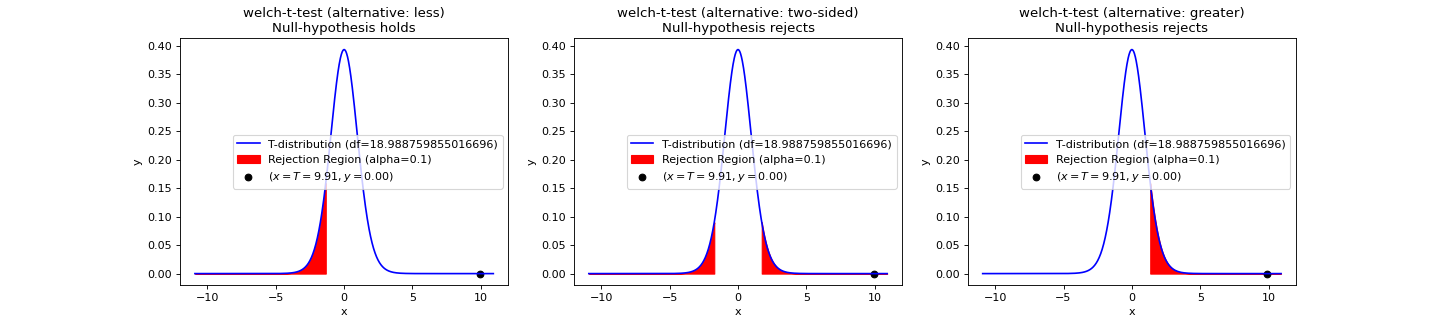 welch-t-test (alternative: less)
Null-hypothesis holds
0.40
0.35
0.30
0.25
0.20
0.15
0.10
0.05
0.00
y
T-distribution (df=18.988759855016696)
Rejection Region (alpha=0.1)
(x = T = 9.91, y = 0.00)
−10
−5
0
5
10
x
welch-t-test (alternative: two-sided)
Null-hypothesis rejects
0.40
0.35
0.30
0.25
0.20
0.15
0.10
0.05
0.00
y
T-distribution (df=18.988759855016696)
Rejection Region (alpha=0.1)
(x = T = 9.91, y = 0.00)
−10
−5
0
5
10
x
welch-t-test (alternative: greater)
Null-hypothesis rejects
0.40
0.35
0.30
0.25
0.20
0.15
0.10
0.05
0.00
y
T-distribution (df=18.988759855016696)
Rejection Region (alpha=0.1)
(x = T = 9.91, y = 0.00)
−10
−5
0
5
10
x